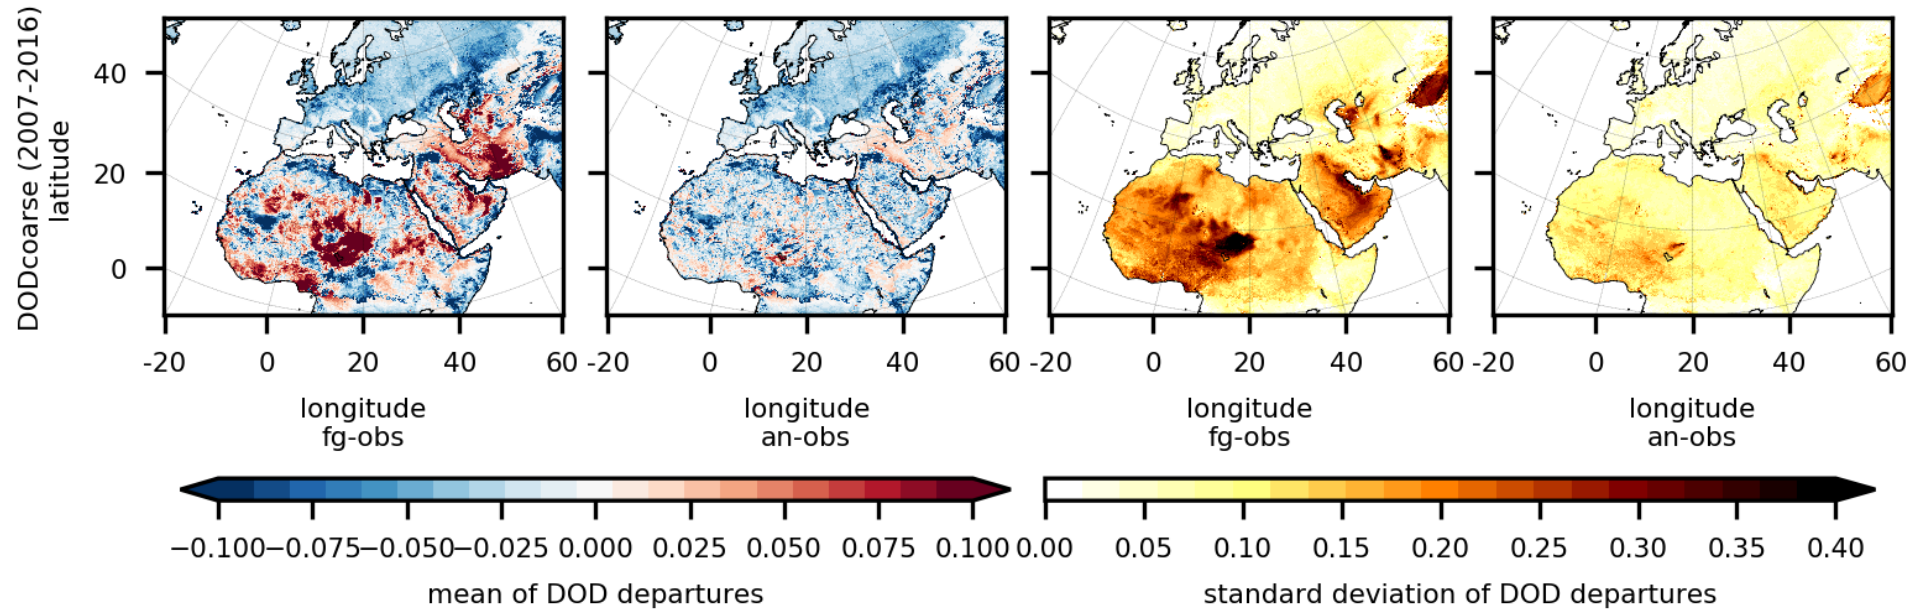 DODcoarse (2007-2016)
latitude
40
20
0
-20 0 20 40 60
-20 0 20 40 60
-20 0 20 40 60
-20 0 20 40 60
longitude
fg-obs
longitude
an-obs
longitude
fg-obs
longitude
an-obs
−0.100 −0.075 −0.050 −0.025 0.000 0.025 0.050 0.075 0.100
mean of DOD departures
0.00 0.05 0.10 0.15 0.20 0.25 0.30 0.35 0.40
standard deviation of DOD departures